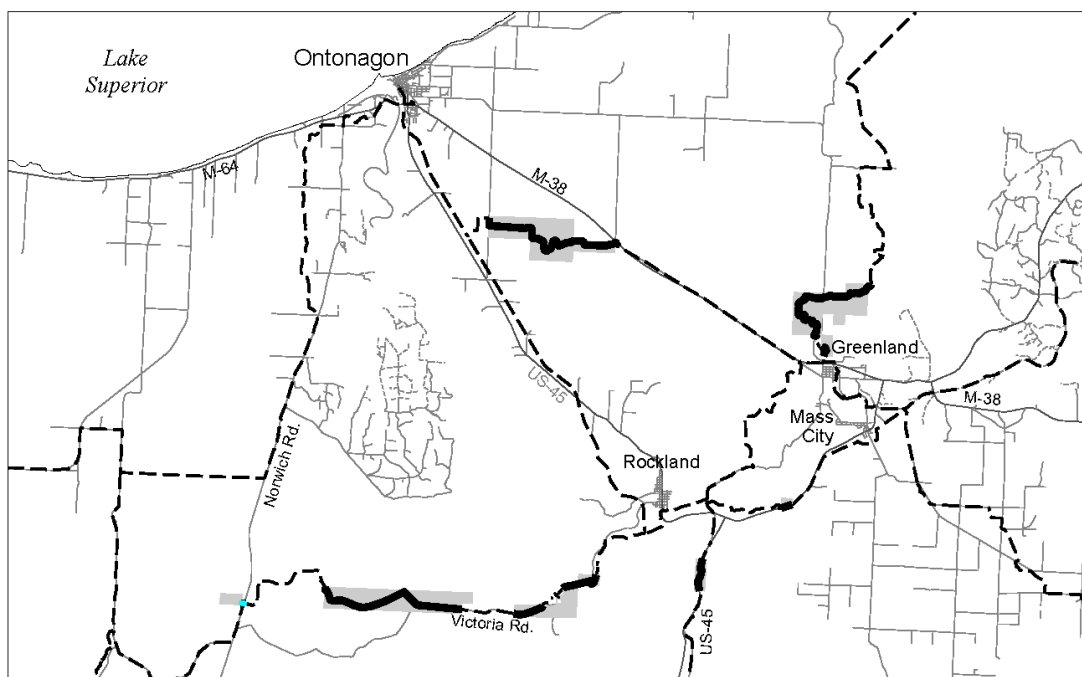 Lake
Superior
Ontonagon
M-64
M-38
Greenland
US-45
M-38
Mass
City
Norwich Rd.
Rockland
Victoria Rd.
US-45